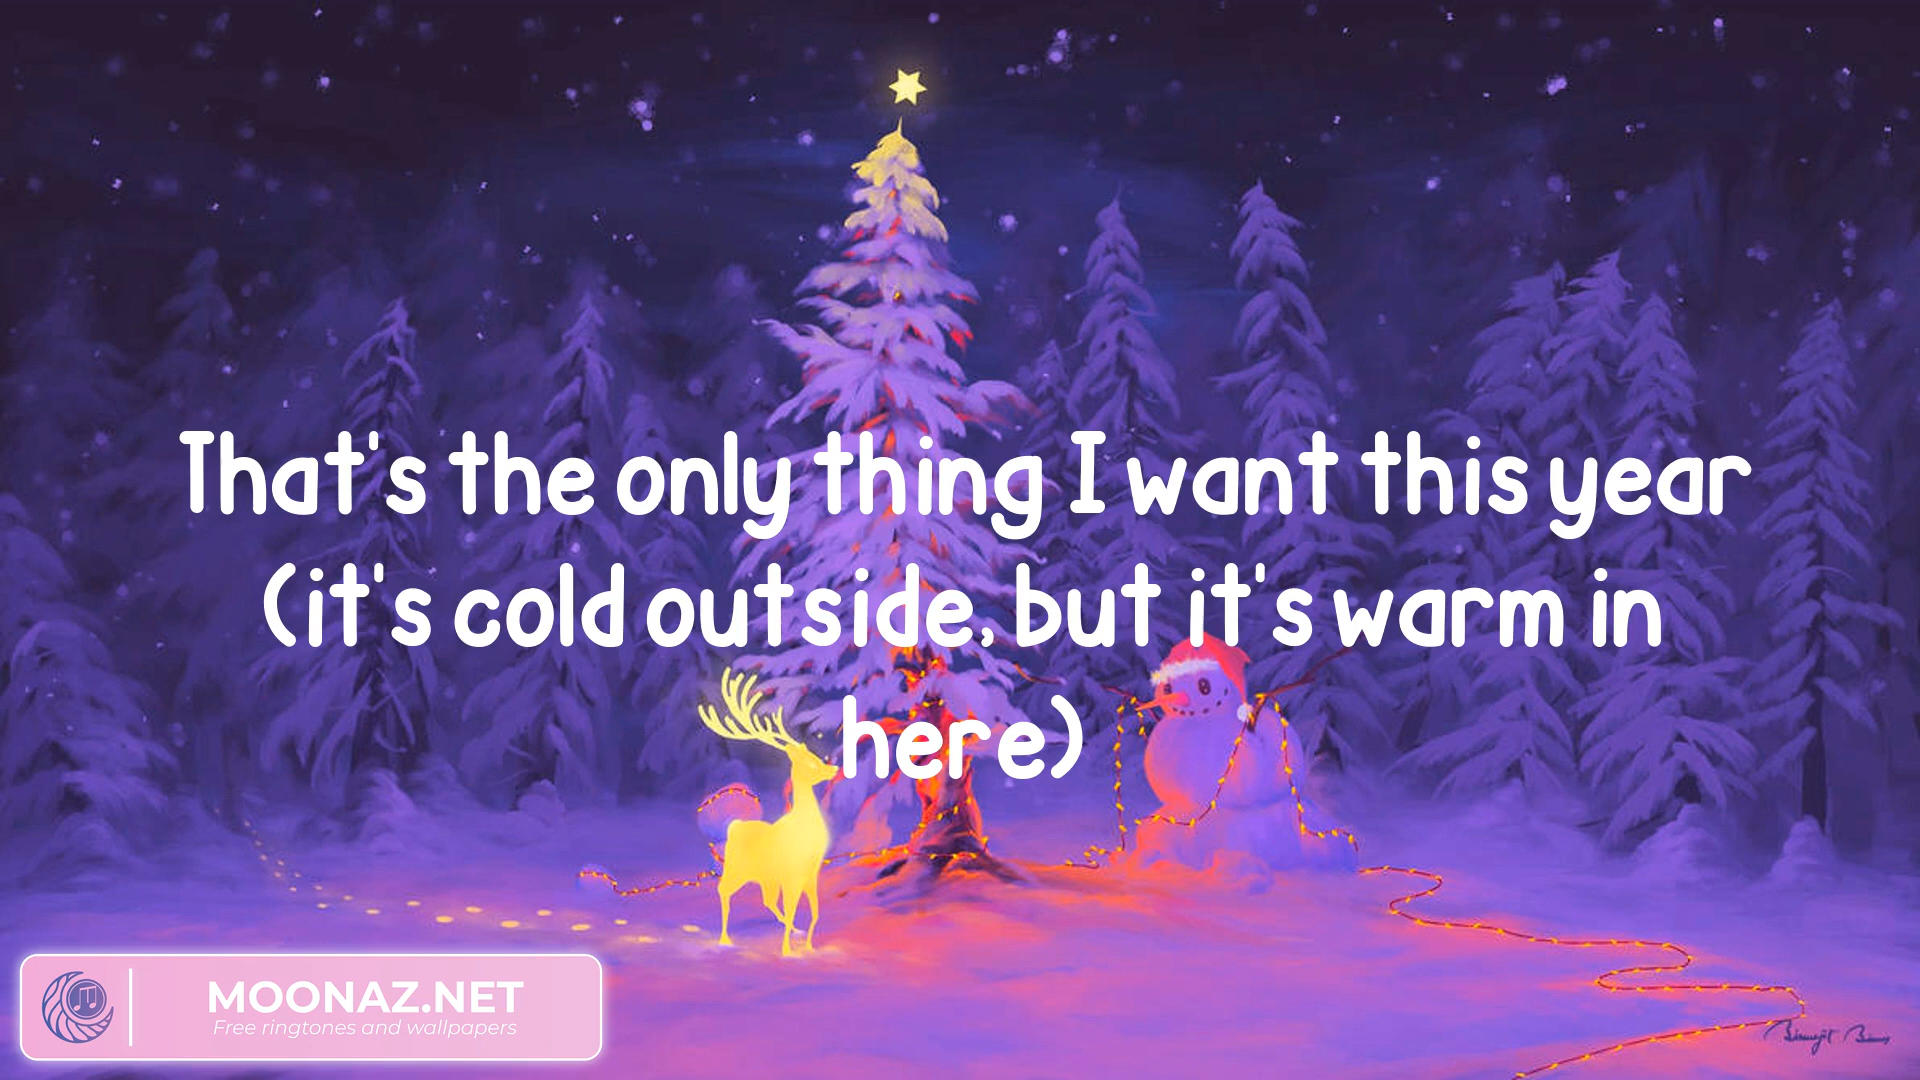 That's the only thing I want this year
(it's cold outside, but it's warm in
here)
MOONAZ.NET
Free ringtones and wallpapers